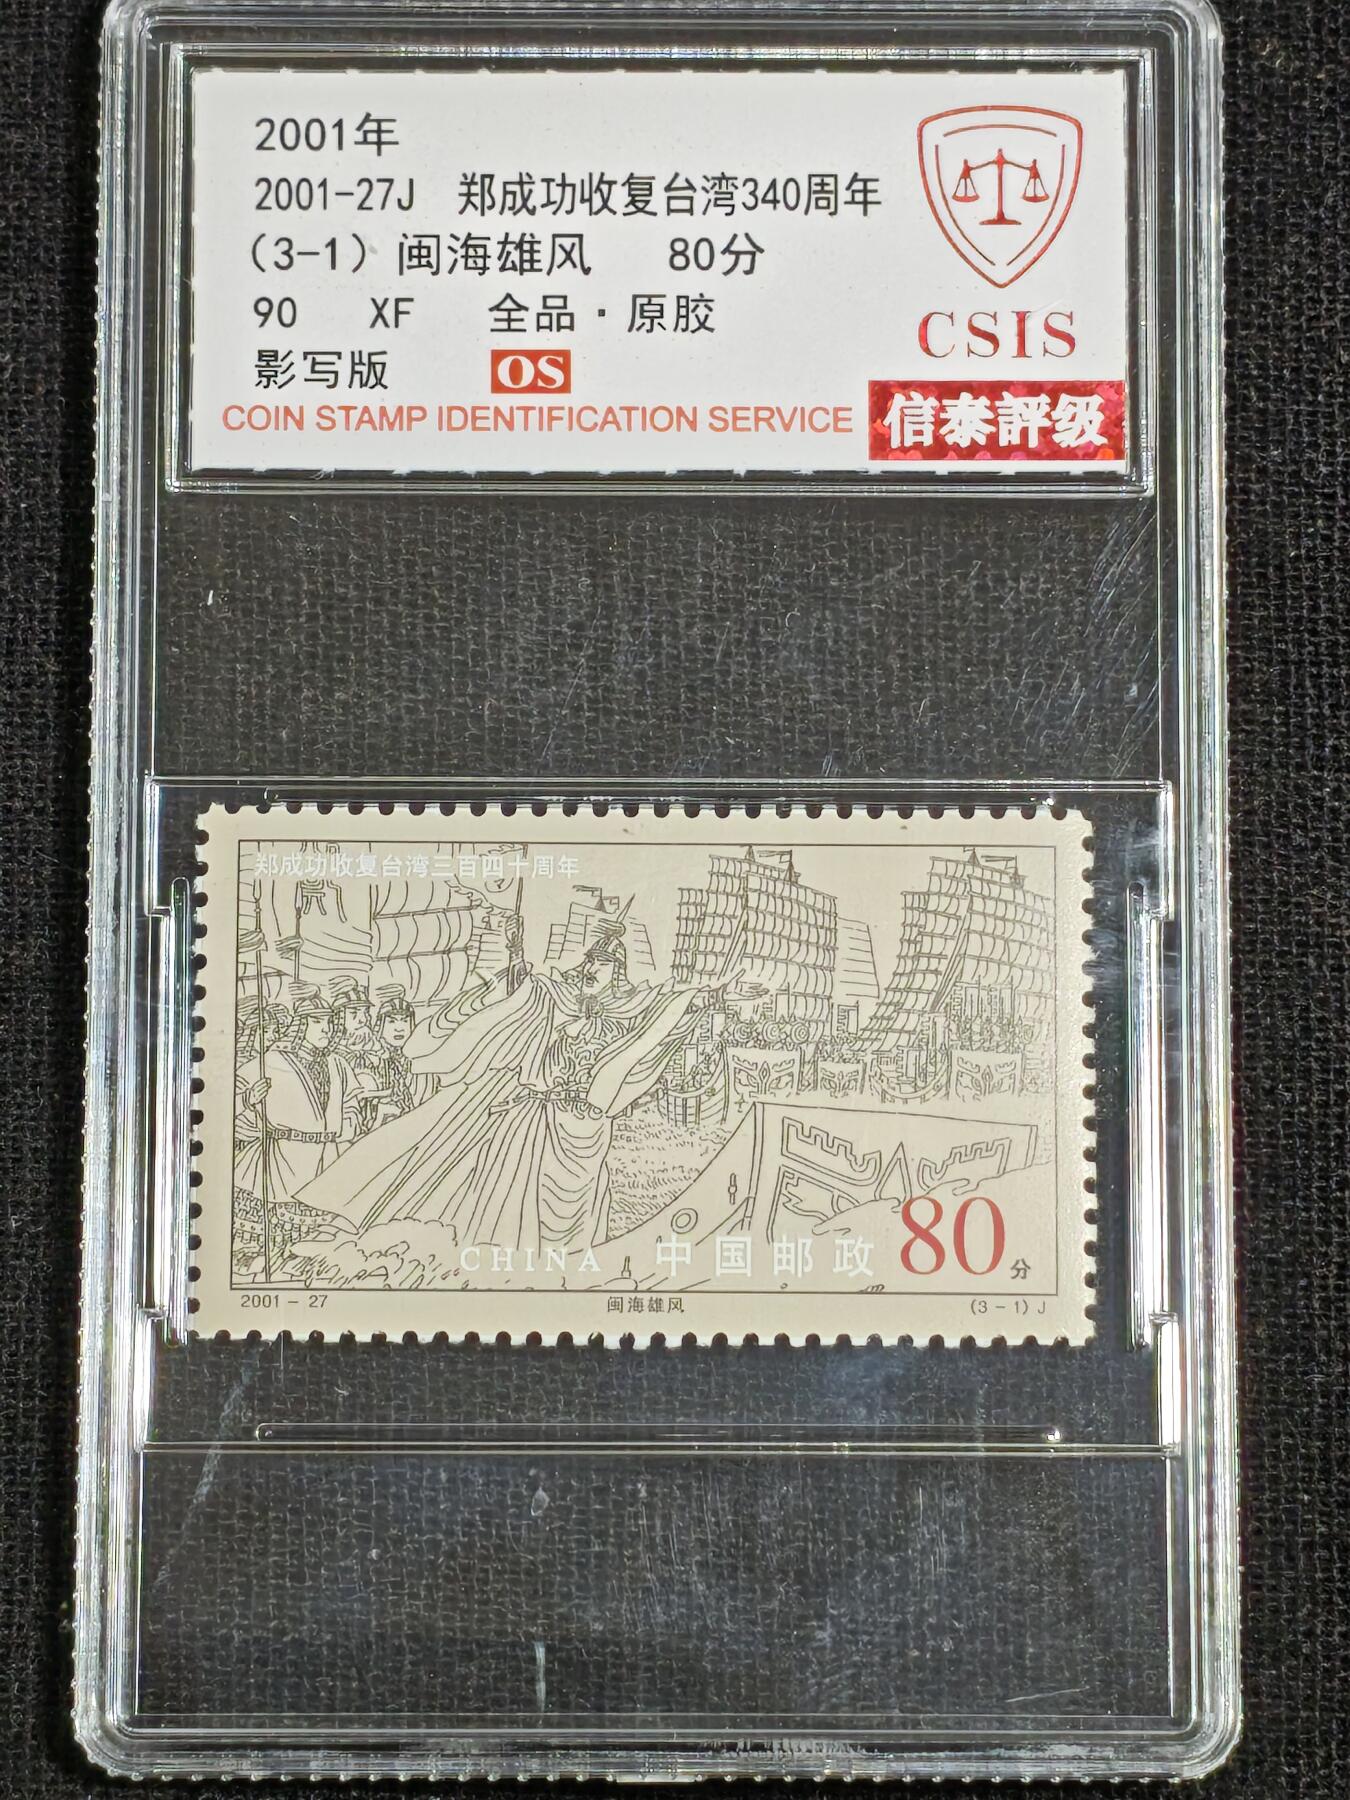 2001年
2001-27J 郑成功收复台湾340周年
(3-1) 闽海雄风 80分
90 XF 全品·原胶
影写版 OS
COIN STAMP IDENTIFICATION SERVICE
CSIS
信泰評级
郑成功收复台湾三百四十周年
CHINA 中国邮政 80分
2001-27 闽海雄风 (3-1) J